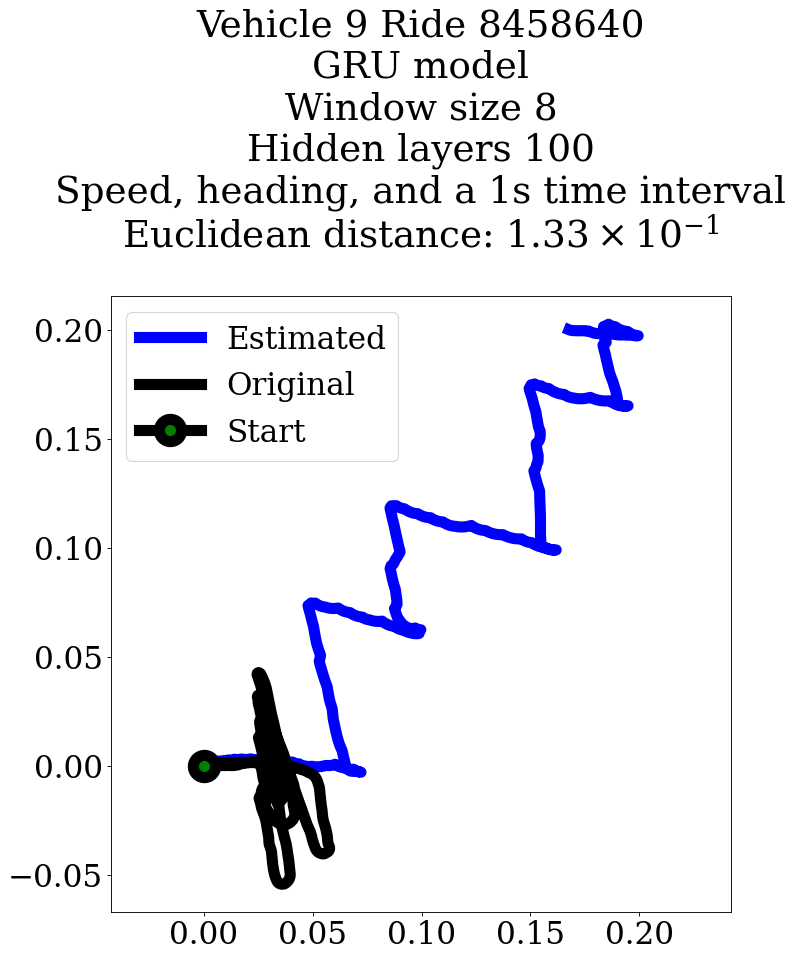 Vehicle 9 Ride 8458640
GRU model
Window size 8
Hidden layers 100
Speed, heading, and a 1s time interval
Euclidean distance: 1.33 × 10⁻¹
Estimated
Original
Start
0.20
0.15
0.10
0.05
0.00
−0.05
0.00 0.05 0.10 0.15 0.20